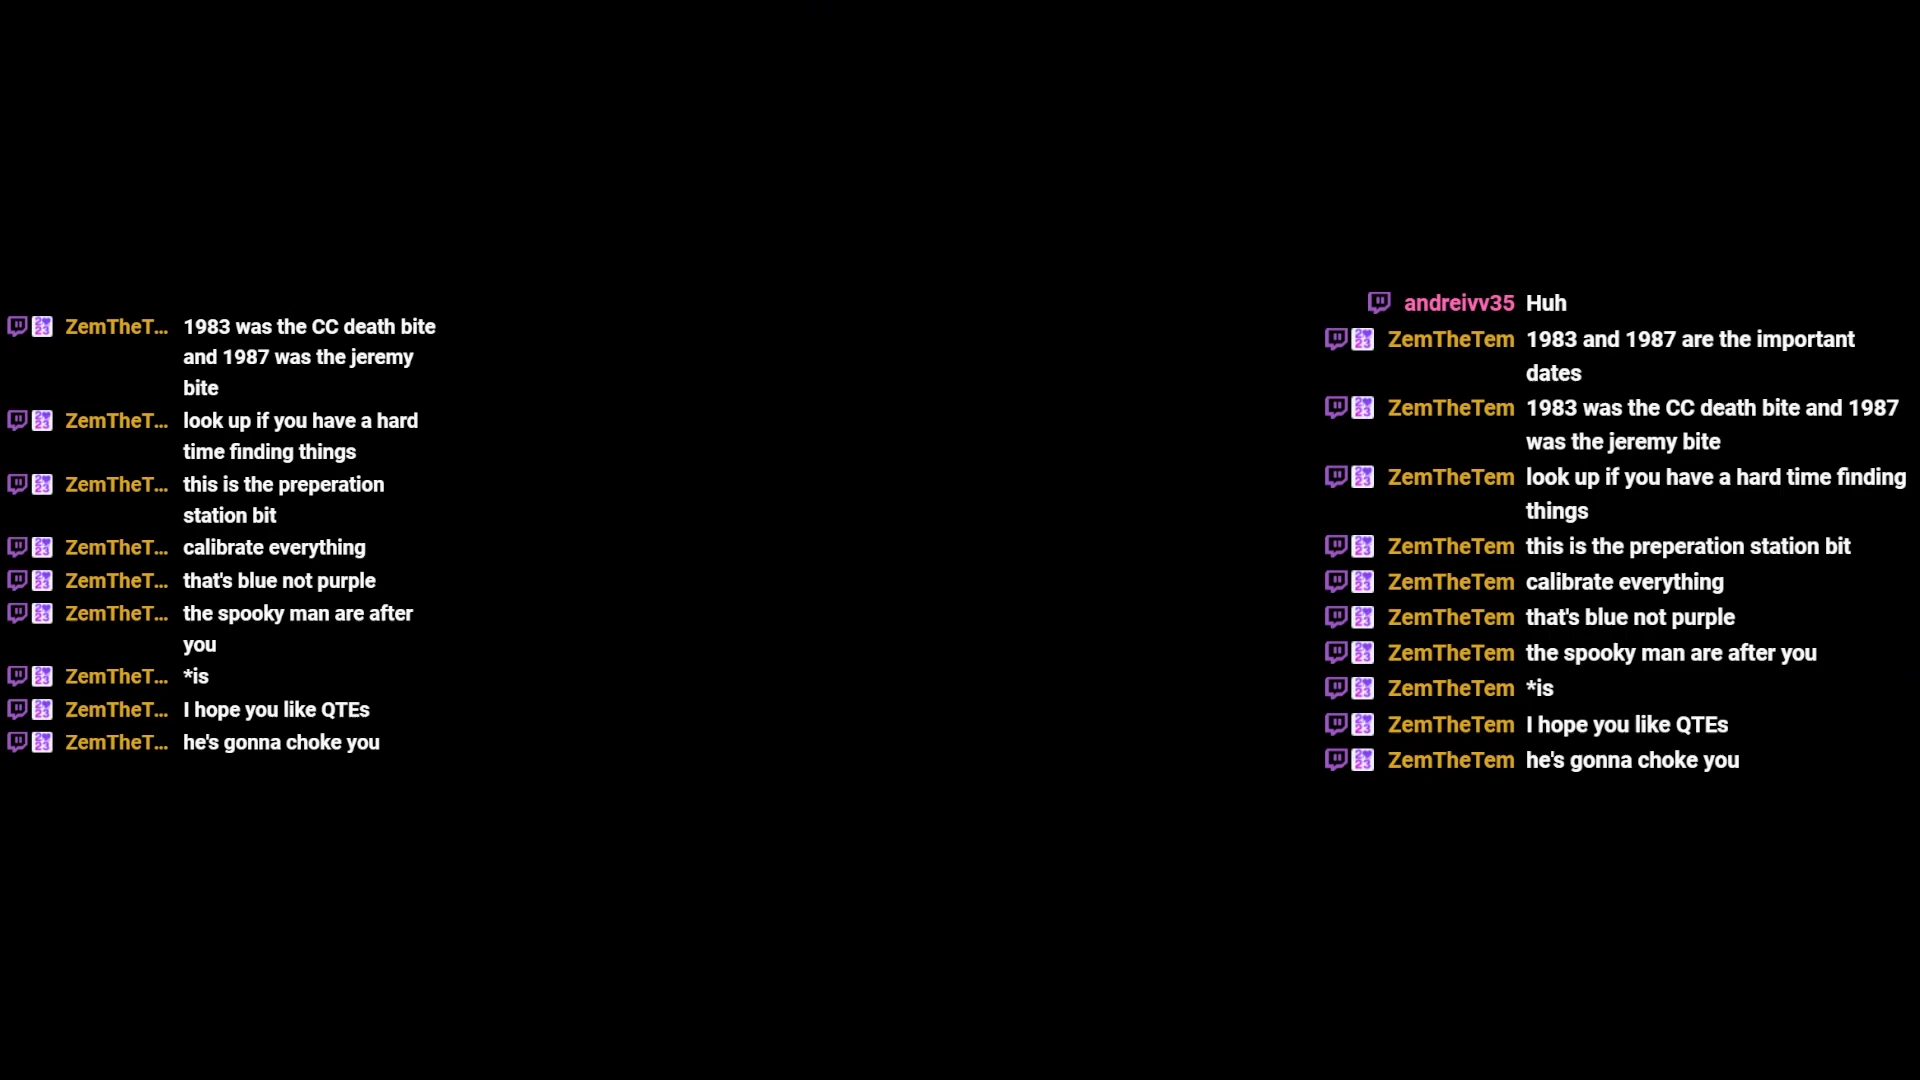 ZemTheT... 1983 was the CC death bite
and 1987 was the jeremy
bite
ZemTheT... look up if you have a hard
time finding things
ZemTheT... this is the preperation
station bit
ZemTheT... calibrate everything
ZemTheT... that's blue not purple
ZemTheT... the spooky man are after
you
ZemTheT... *is
ZemTheT... I hope you like QTEs
ZemTheT... he's gonna choke you
andreivv35 Huh
ZemTheTem 1983 and 1987 are the important
dates
ZemTheTem 1983 was the CC death bite and 1987
was the jeremy bite
ZemTheTem look up if you have a hard time finding
things
ZemTheTem this is the preperation station bit
ZemTheTem calibrate everything
ZemTheTem that's blue not purple
ZemTheTem the spooky man are after you
ZemTheTem *is
ZemTheTem I hope you like QTEs
ZemTheTem he's gonna choke you